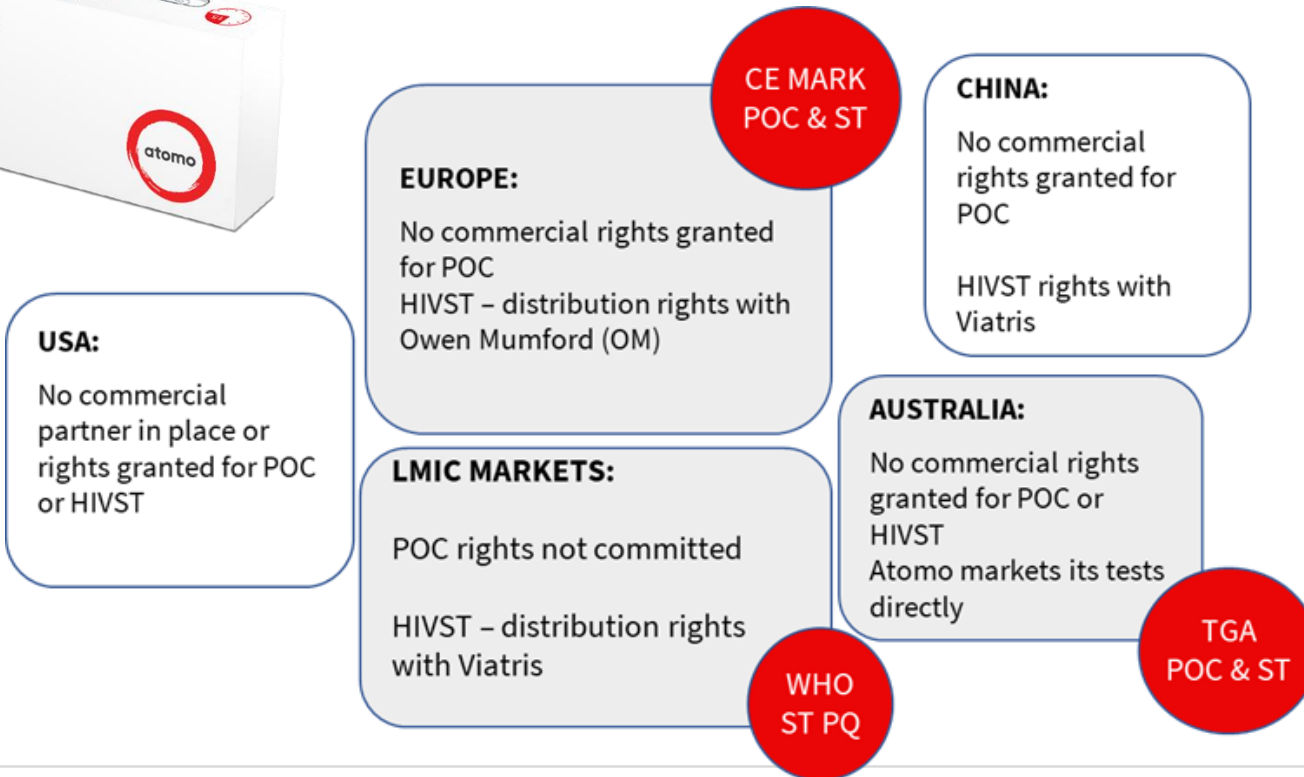 atomo
USA:
No commercial
partner in place or
rights granted for POC
or HIVST
EUROPE:
No commercial rights granted
for POC
HIVST – distribution rights with
Owen Mumford (OM)
CE MARK
POC & ST
LMIC MARKETS:
POC rights not committed
HIVST – distribution rights
with Viatris
WHO
ST PQ
CHINA:
No commercial
rights granted for
POC
HIVST rights with
Viatris
AUSTRALIA:
No commercial rights
granted for POC or
HIVST
Atomo markets its tests
directly
TGA
POC & ST